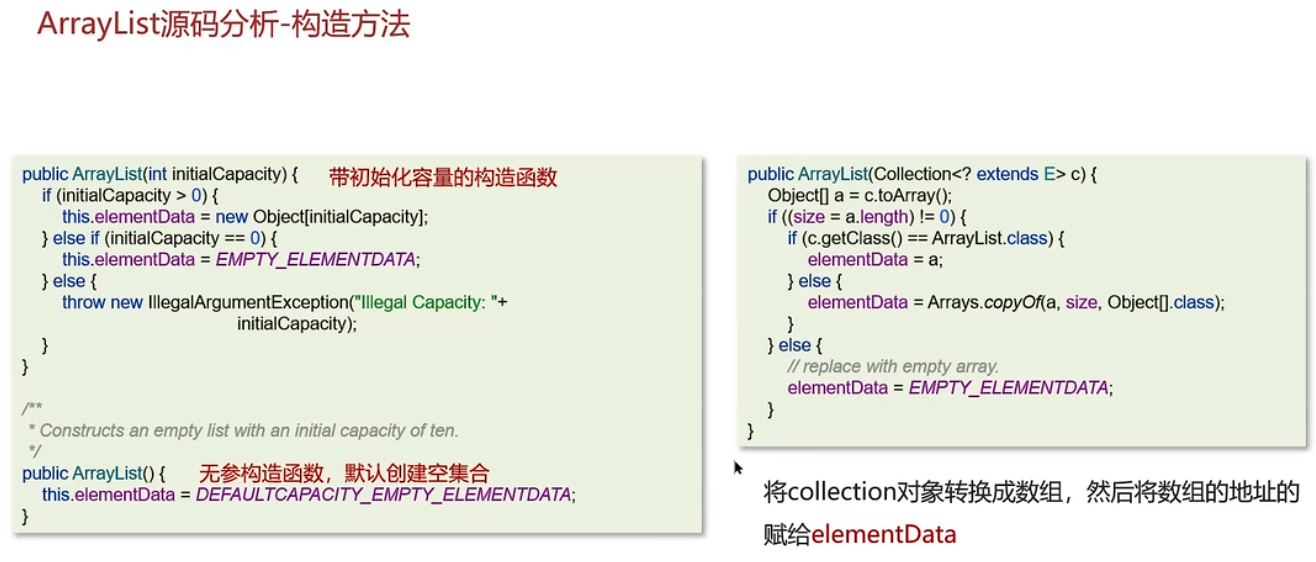 ArrayList源码分析-构造方法
public ArrayList(int initialCapacity) { 带初始化容量的构造函数
if (initialCapacity > 0) {
this.elementData = new Object[initialCapacity];
} else if (initialCapacity == 0) {
this.elementData = EMPTY_ELEMENTDATA;
} else {
throw new IllegalArgumentException("Illegal Capacity: "+
initialCapacity);
}
}
/**
* Constructs an empty list with an initial capacity of ten.
*/
public ArrayList() { 无参构造函数，默认创建空集合
this.elementData = DEFAULTCAPACITY_EMPTY_ELEMENTDATA;
}
public ArrayList(Collection<? extends E> c) {
Object[] a = c.toArray();
if ((size = a.length) != 0) {
if (c.getClass() == ArrayList.class) {
elementData = a;
} else {
elementData = Arrays.copyOf(a, size, Object[].class);
}
} else {
// replace with empty array.
elementData = EMPTY_ELEMENTDATA;
}
}
将collection对象转换成数组，然后将数组的地址的
赋给elementData